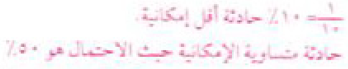 ١/١٠ = ١٠٪ حادثة أقل إمكانية.
حادثة متساوية الإمكانية حيث الاحتمال هو ٥٠٪